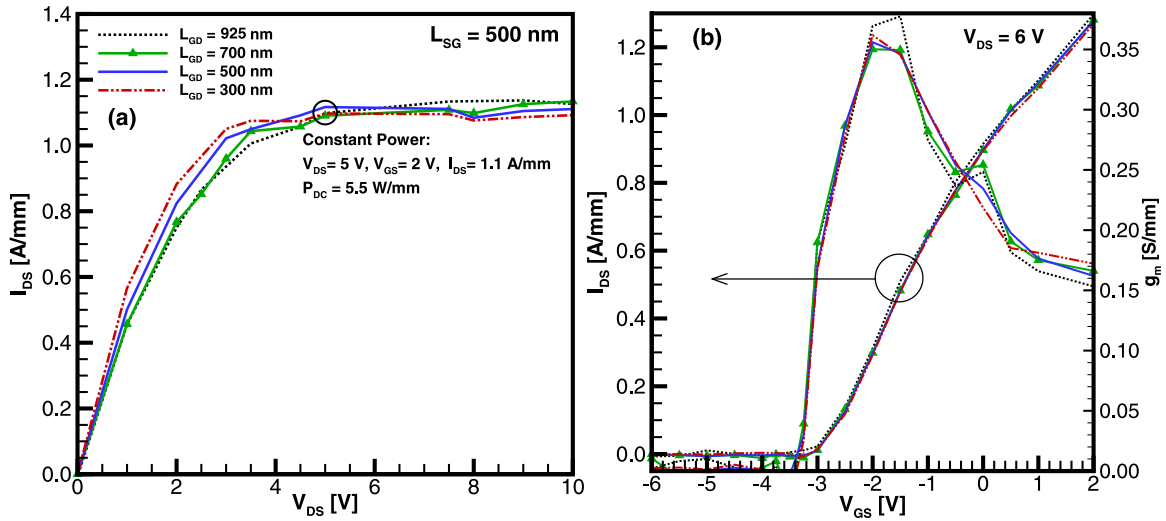 (a)
L_SG = 500 nm
L_GD = 925 nm
L_GD = 700 nm
L_GD = 500 nm
L_GD = 300 nm
Constant Power:
V_DS= 5 V, V_GS= 2 V, I_DS= 1.1 A/mm
P_DC = 5.5 W/mm
I_DS [A/mm]
1.4
1.2
1.0
0.8
0.6
0.4
0.2
0.0
0 2 4 6 8 10
V_DS [V]
(b)
V_DS = 6 V
I_DS [A/mm]
1.2
1.0
0.8
0.6
0.4
0.2
0.0
-6 -5 -4 -3 -2 -1 0 1 2
V_GS [V]
0.35
0.30
0.25
0.20
0.15
0.10
0.05
0.00
g_m [S/mm]